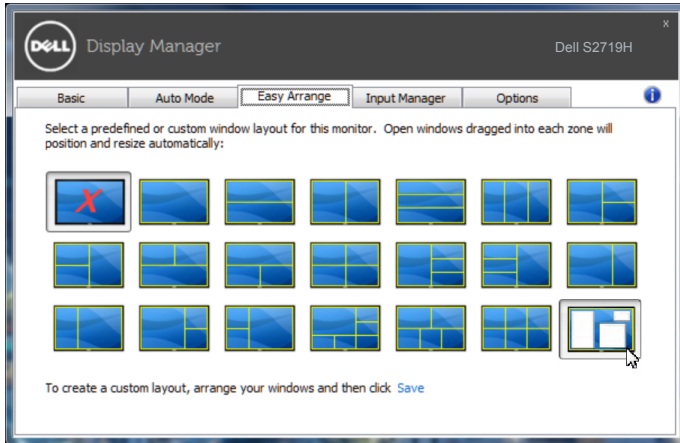 DELL Display Manager
x
Dell S2719H
Basic Auto Mode Easy Arrange Input Manager Options i
Select a predefined or custom window layout for this monitor. Open windows dragged into each zone will
position and resize automatically:
X
To create a custom layout, arrange your windows and then click Save